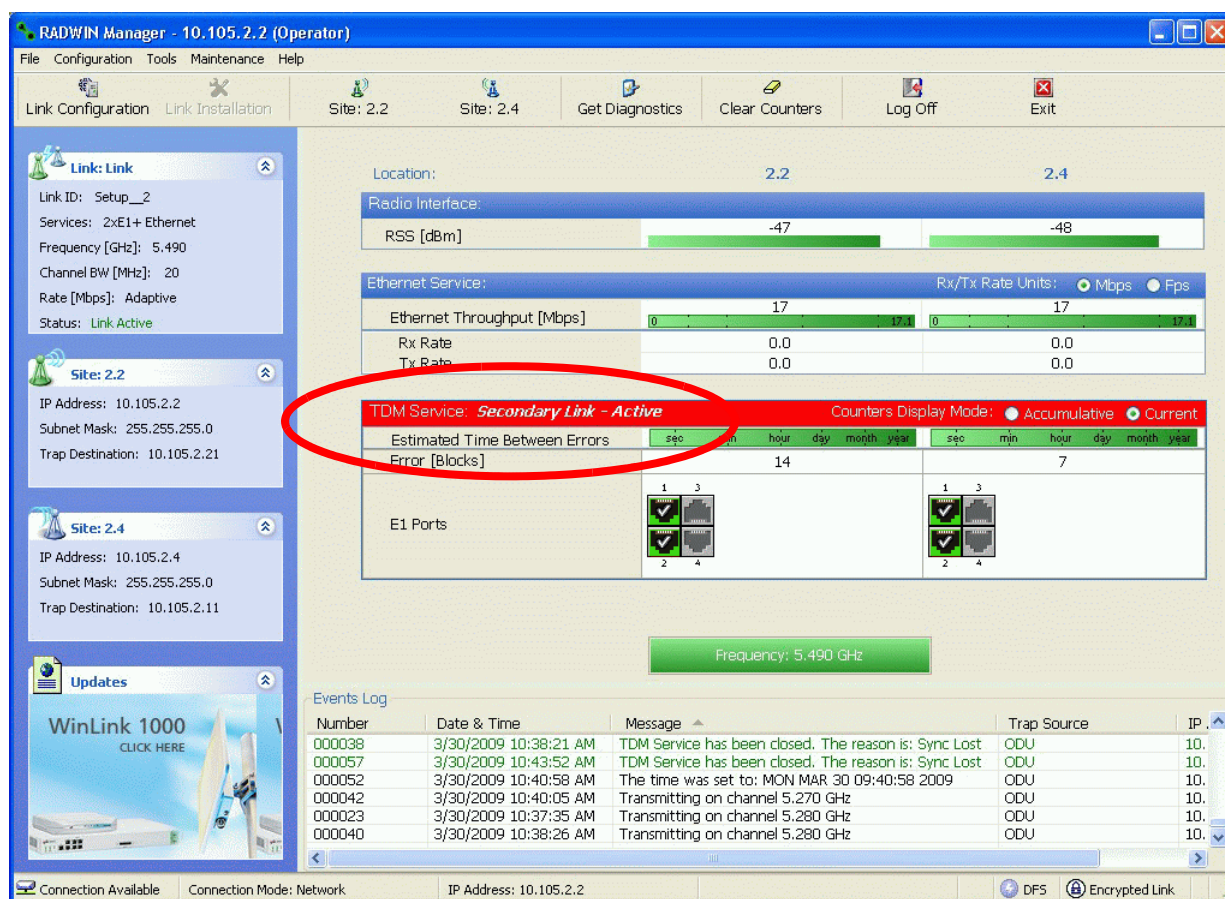 RADWIN Manager - 10.105.2.2 (Operator)
File Configuration Tools Maintenance Help
Link Configuration Link Installation Site: 2.2 Site: 2.4 Get Diagnostics Clear Counters Log Off Exit
Link: Link
Link ID: Setup__2
Services: 2xE1+ Ethernet
Frequency [GHz]: 5.490
Channel BW [MHz]: 20
Rate [Mbps]: Adaptive
Status: Link Active
Site: 2.2
IP Address: 10.105.2.2
Subnet Mask: 255.255.255.0
Trap Destination: 10.105.2.21
Site: 2.4
IP Address: 10.105.2.4
Subnet Mask: 255.255.255.0
Trap Destination: 10.105.2.11
Updates
WinLink 1000
CLICK HERE
Location: 2.2 2.4
Radio Interface:
RSS [dBm] -47 -48
Ethernet Service: Rx/Tx Rate Units: Mbps Fps
Ethernet Throughput [Mbps] 17 17
0 17.1 0 17.1
Rx Rate 0.0 0.0
Tx Rate 0.0 0.0
TDM Service: Secondary Link - Active Counters Display Mode: Accumulative Current
Estimated Time Between Errors sec hour day month year sec min hour day month year
Error [Blocks] 14 7
1 3 1 3
E1 Ports
2 4 2 4
Frequency: 5.490 GHz
Events Log
Number Date & Time Message Trap Source IP
000038 3/30/2009 10:38:21 AM TDM Service has been closed. The reason is: Sync Lost ODU 10.
000057 3/30/2009 10:43:52 AM TDM Service has been closed. The reason is: Sync Lost ODU 10.
000052 3/30/2009 10:40:58 AM The time was set to: MON MAR 30 09:40:58 2009 ODU 10.
000042 3/30/2009 10:40:05 AM Transmitting on channel 5.270 GHz ODU 10.
000023 3/30/2009 10:37:35 AM Transmitting on channel 5.280 GHz ODU 10.
000040 3/30/2009 10:38:26 AM Transmitting on channel 5.280 GHz ODU 10.
Connection Available Connection Mode: Network IP Address: 10.105.2.2 DFS Encrypted Link